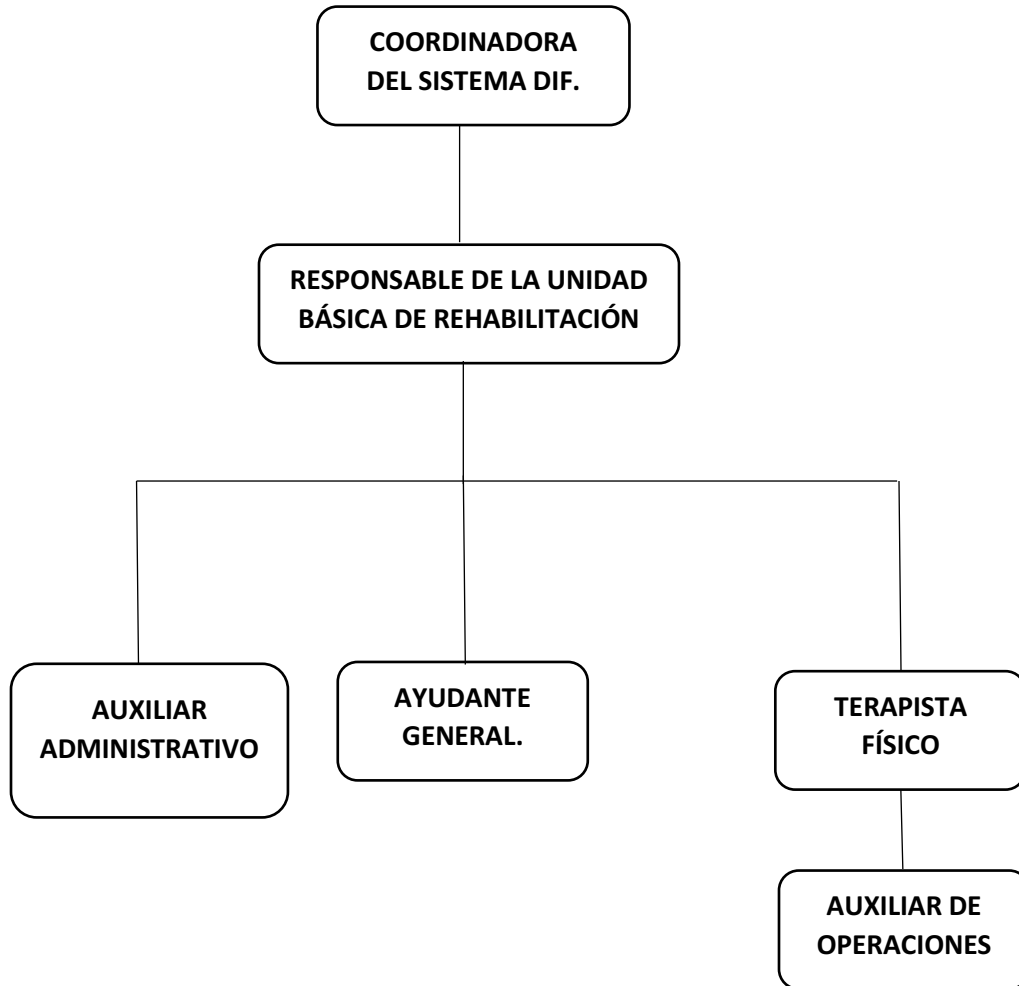 COORDINADORA
DEL SISTEMA DIF.
RESPONSABLE DE LA UNIDAD
BÁSICA DE REHABILITACIÓN
AUXILIAR
ADMINISTRATIVO
AYUDANTE
GENERAL.
TERAPISTA
FÍSICO
AUXILIAR DE
OPERACIONES